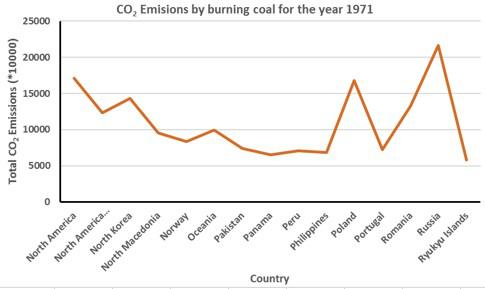 CO₂ Emisions by burning coal for the year 1971
Total CO₂ Emissions (*10000)
25000
20000
15000
10000
5000
0
North America
North America...
North Korea
North Macedonia
Norway
Oceania
Pakistan
Panama
Peru
Philippines
Poland
Portugal
Romania
Russia
Ryukyu Islands
Country